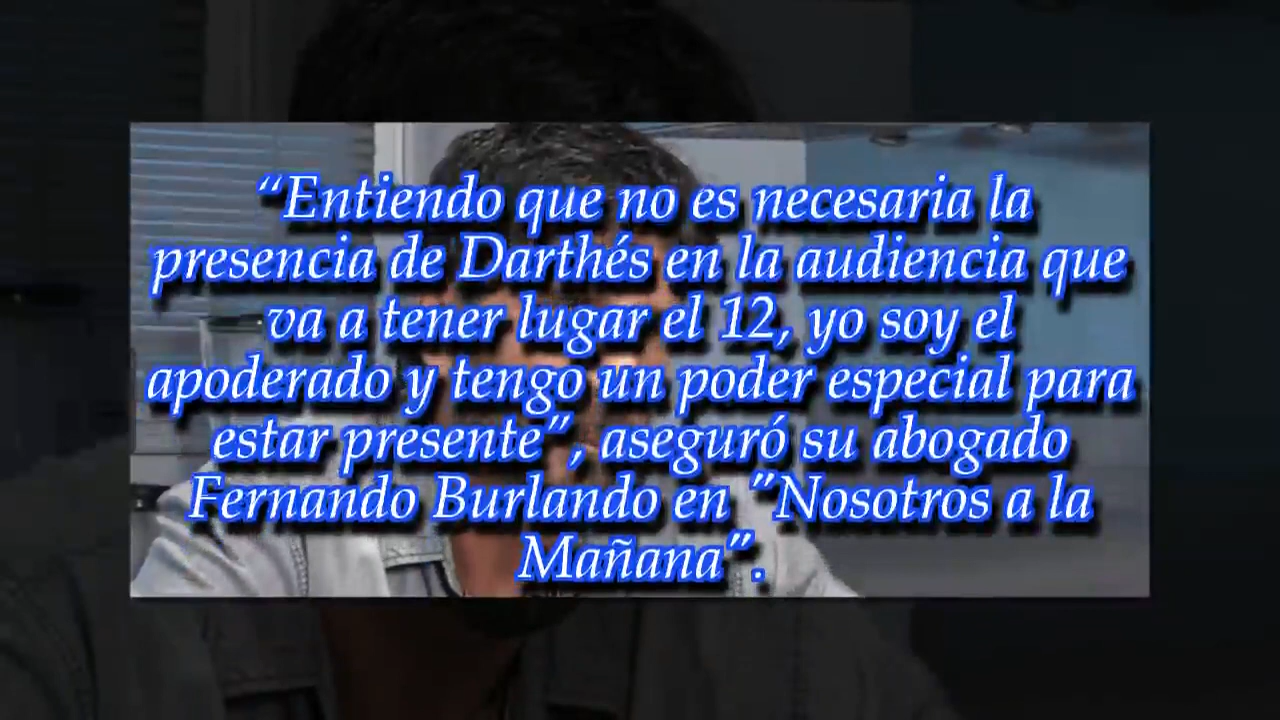 “Entiendo que no es necesaria la
presencia de Darthés en la audiencia que
va a tener lugar el 12, yo soy el
apoderado y tengo un poder especial para
estar presente”, aseguró su abogado
Fernando Burlando en "Nosotros a la
Mañana”.